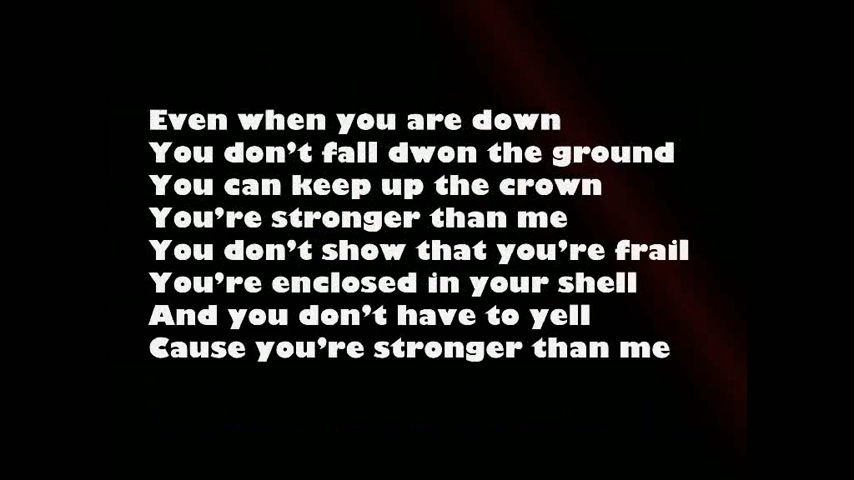 Even when you are down
You don't fall dwon the ground
You can keep up the crown
You're stronger than me
You don't show that you're frail
You're enclosed in your shell
And you don't have to yell
Cause you're stronger than me